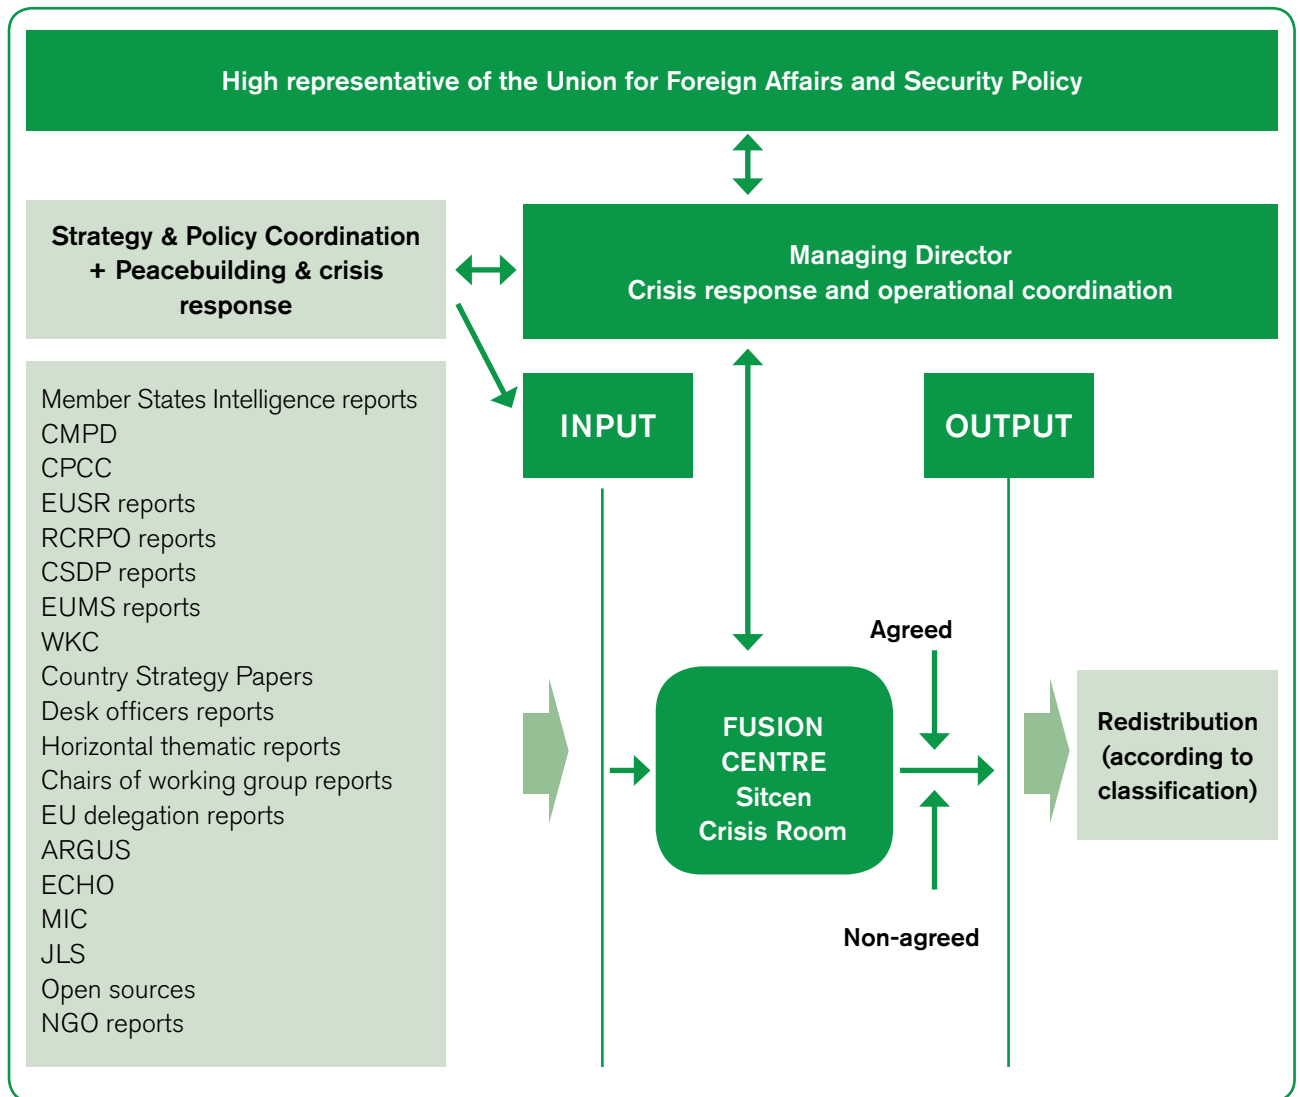 High representative of the Union for Foreign Affairs and Security Policy
Strategy & Policy Coordination
+ Peacebuilding & crisis
response
Managing Director
Crisis response and operational coordination
Member States Intelligence reports
CMPD
CPCC
EUSR reports
RCRPO reports
CSDP reports
EUMS reports
WKC
Country Strategy Papers
Desk officers reports
Horizontal thematic reports
Chairs of working group reports
EU delegation reports
ARGUS
ECHO
MIC
JLS
Open sources
NGO reports
INPUT
OUTPUT
FUSION
CENTRE
Sitcen
Crisis Room
Agreed
Non-agreed
Redistribution
(according to
classification)